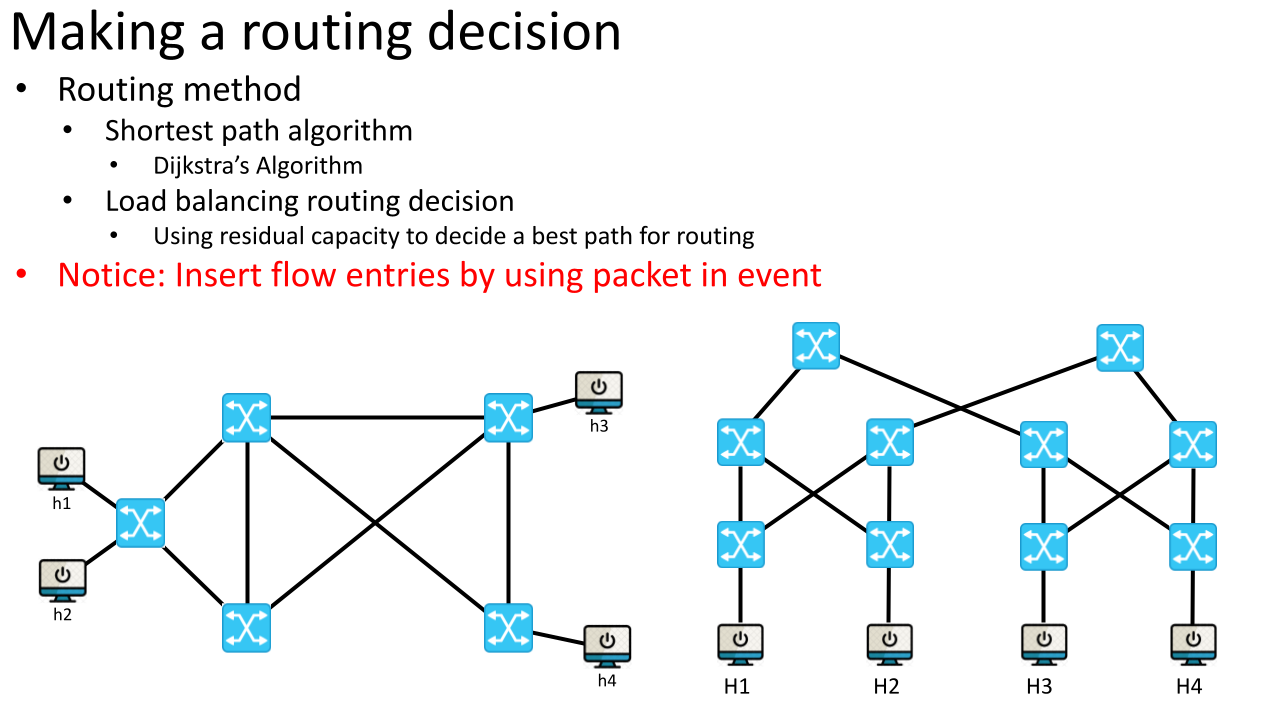 Making a routing decision
• Routing method
• Shortest path algorithm
• Dijkstra’s Algorithm
• Load balancing routing decision
• Using residual capacity to decide a best path for routing
• Notice: Insert flow entries by using packet in event
h3
h1
h2
h4
H1 H2 H3 H4